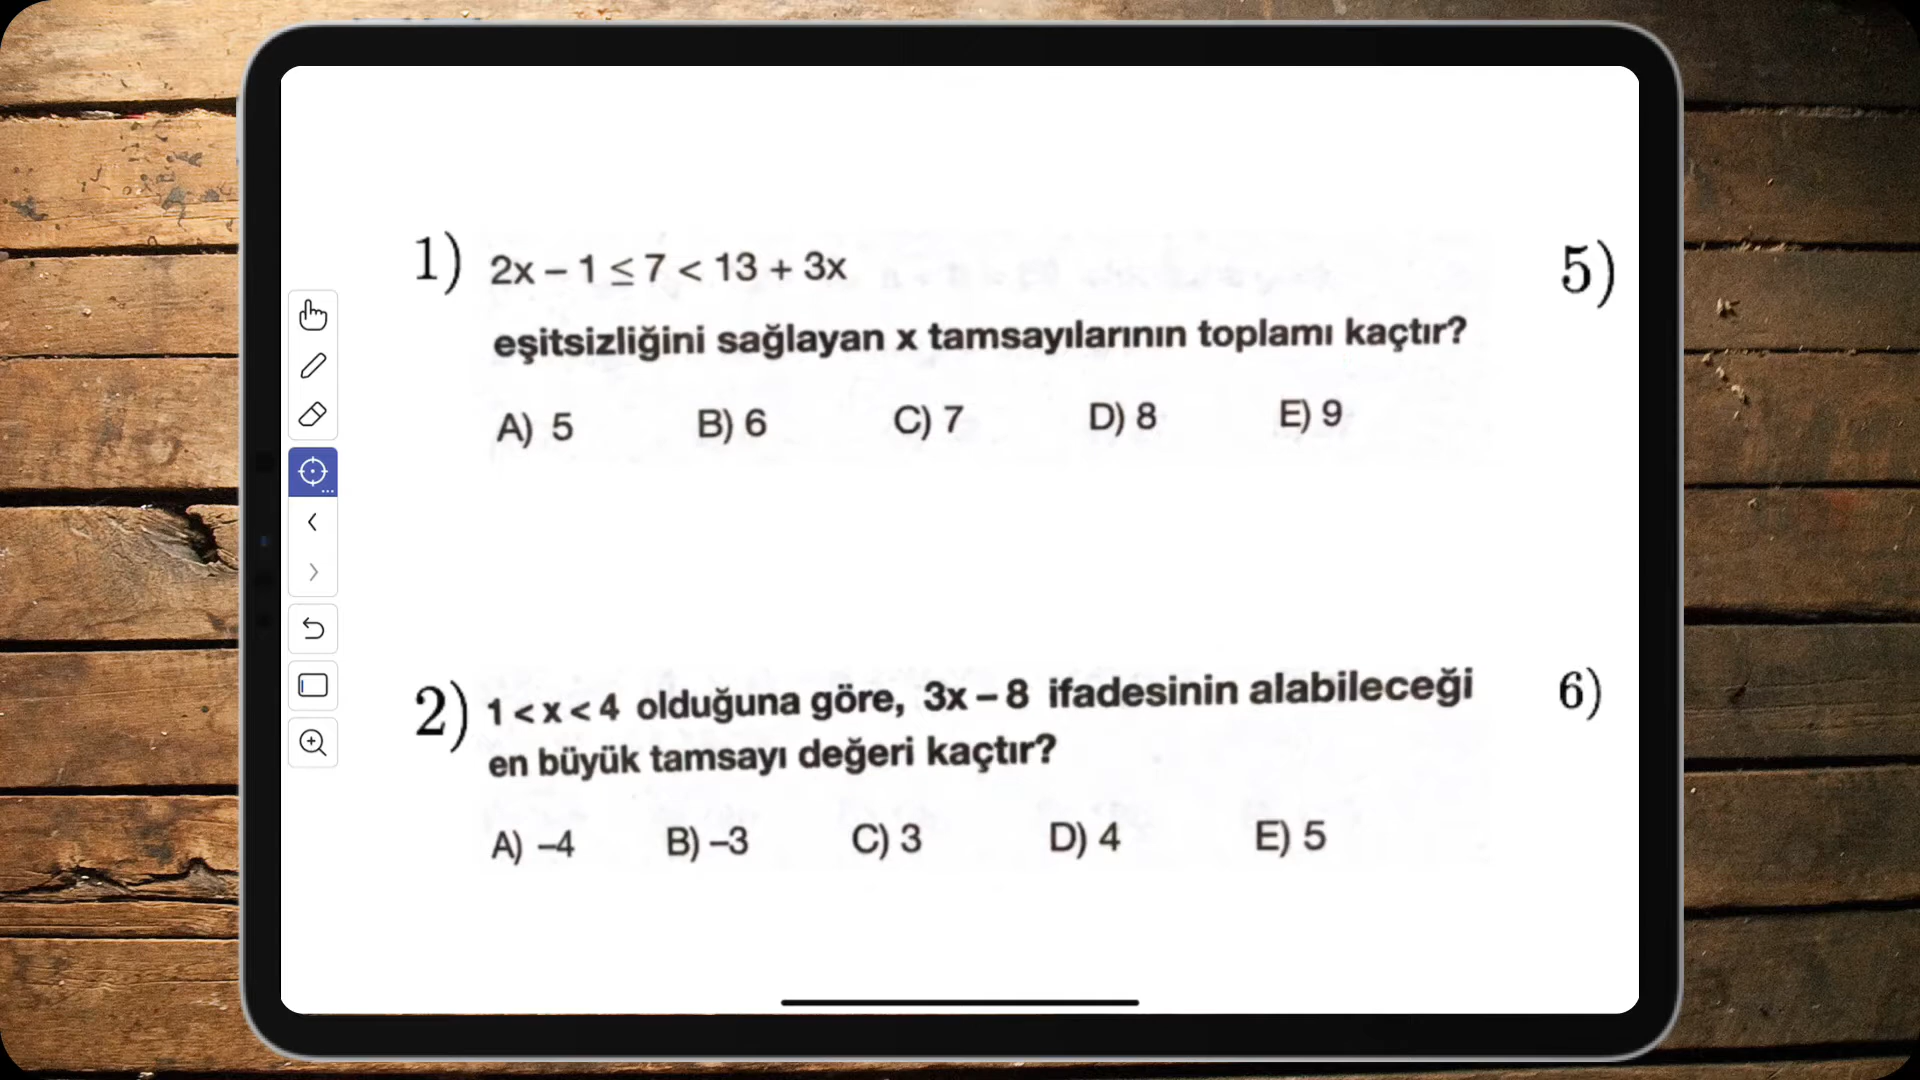 1) 2x – 1 ≤ 7 < 13 + 3x
eşitsizliğini sağlayan x tamsayılarının toplamı kaçtır?
A) 5 B) 6 C) 7 D) 8 E) 9
2) 1 < x < 4 olduğuna göre, 3x – 8 ifadesinin alabileceği
en büyük tamsayı değeri kaçtır?
A) –4 B) –3 C) 3 D) 4 E) 5
5)
6)